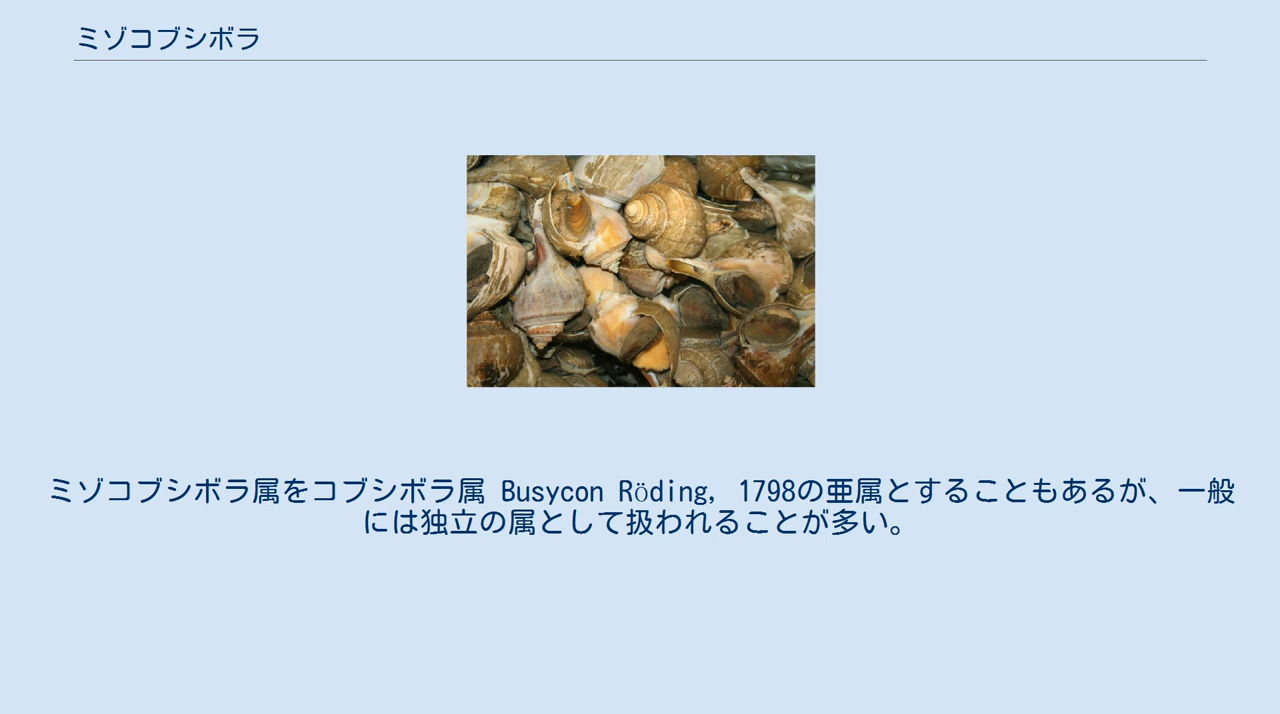 ミゾコブシボラ
ミゾコブシボラ属をコブシボラ属 Busycon Röding, 1798の亜属とすることもあるが、一般
には独立の属として扱われることが多い。